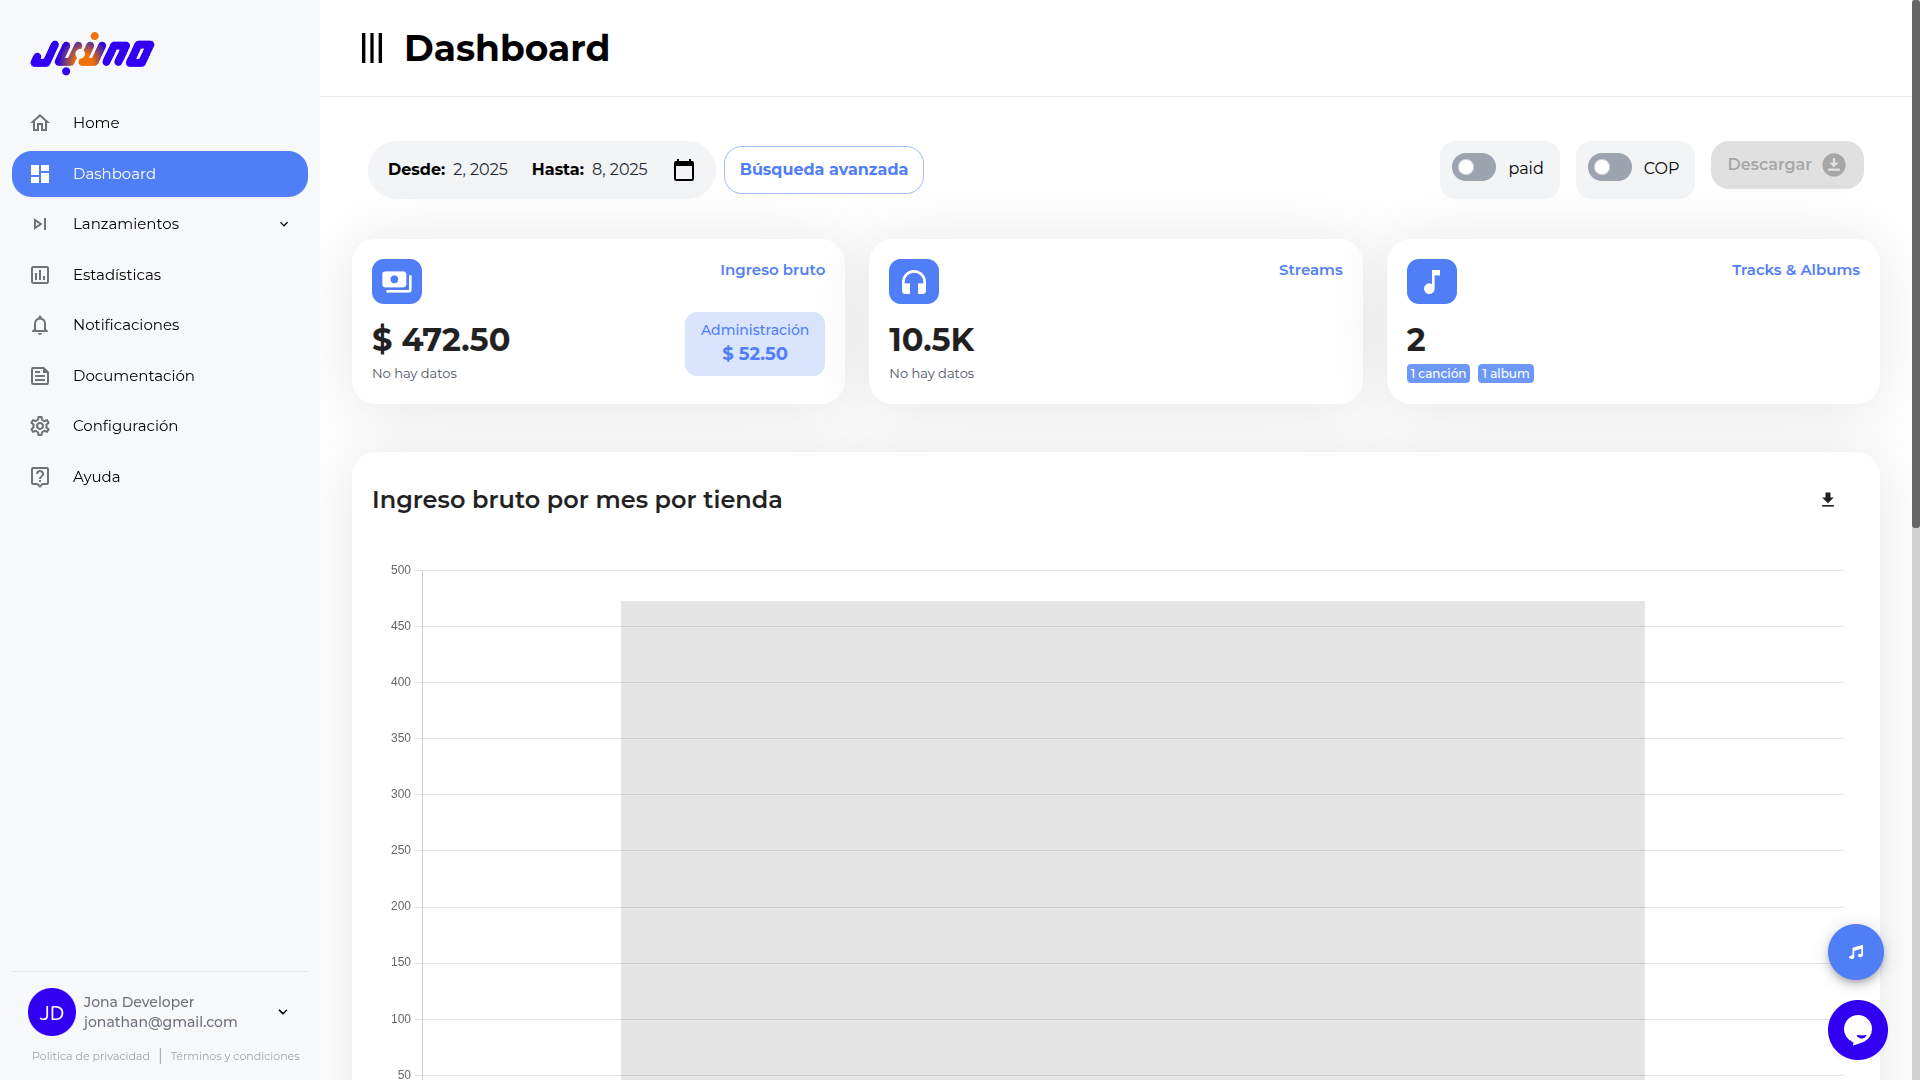 Juuno
Home
Dashboard
Lanzamientos
Estadísticas
Notificaciones
Documentación
Configuración
Ayuda
JD
Jona Developer
jonathan@gmail.com
Politica de privacidad
Términos y condiciones
Dashboard
Desde: 2, 2025 Hasta: 8, 2025
Búsqueda avanzada
paid
COP
Descargar
Ingreso bruto
$ 472.50
No hay datos
Administración
$ 52.50
Streams
10.5K
No hay datos
Tracks & Albums
2
1 canción 1 album
Ingreso bruto por mes por tienda
500
450
400
350
300
250
200
150
100
50